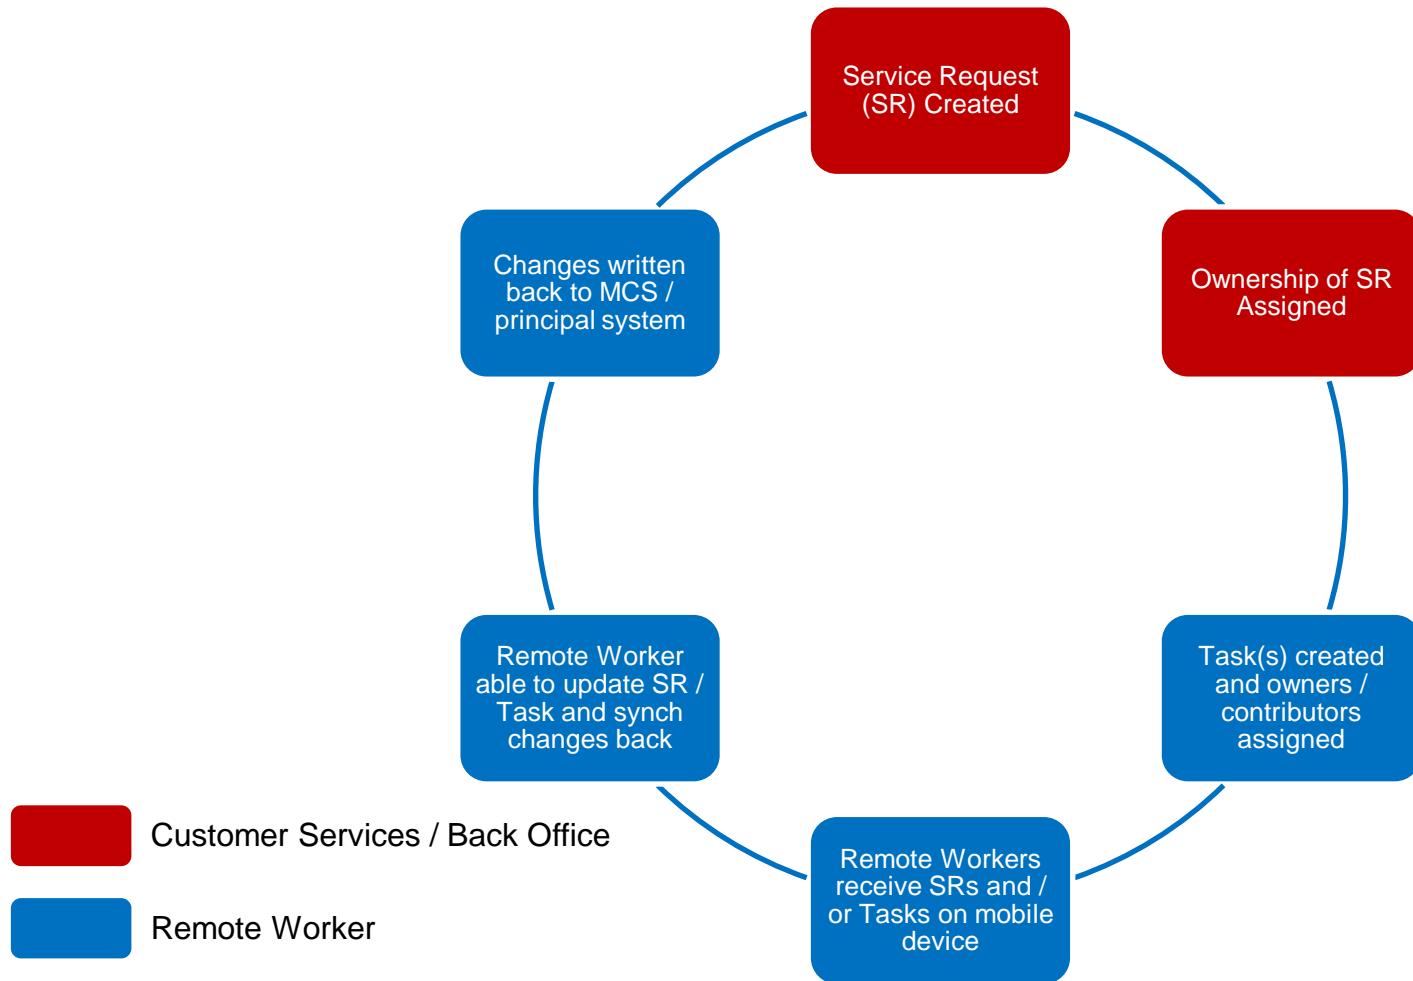 Service Request
(SR) Created
Ownership of SR
Assigned
Task(s) created
and owners /
contributors
assigned
Remote Workers
receive SRs and /
or Tasks on mobile
device
Remote Worker
able to update SR /
Task and synch
changes back
Changes written
back to MCS /
principal system
Customer Services / Back Office
Remote Worker